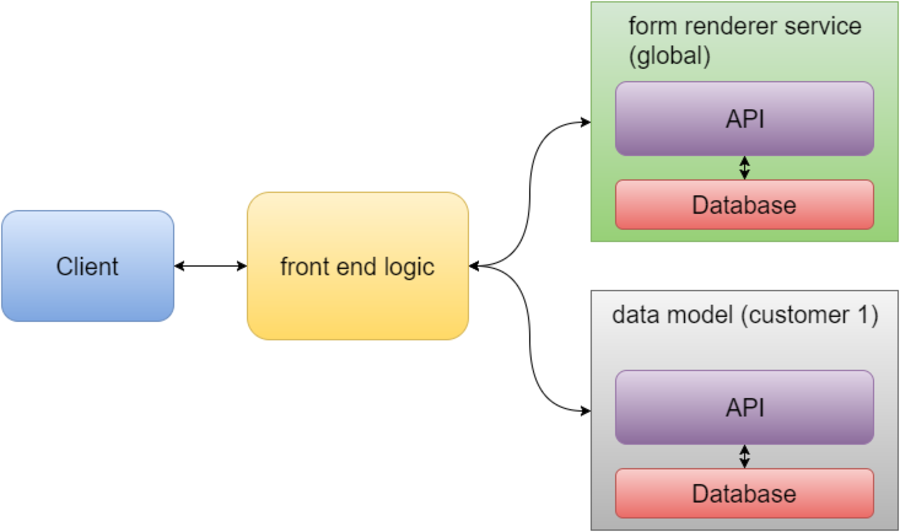 form renderer service
(global)
API
Database
Client
front end logic
data model (customer 1)
API
Database